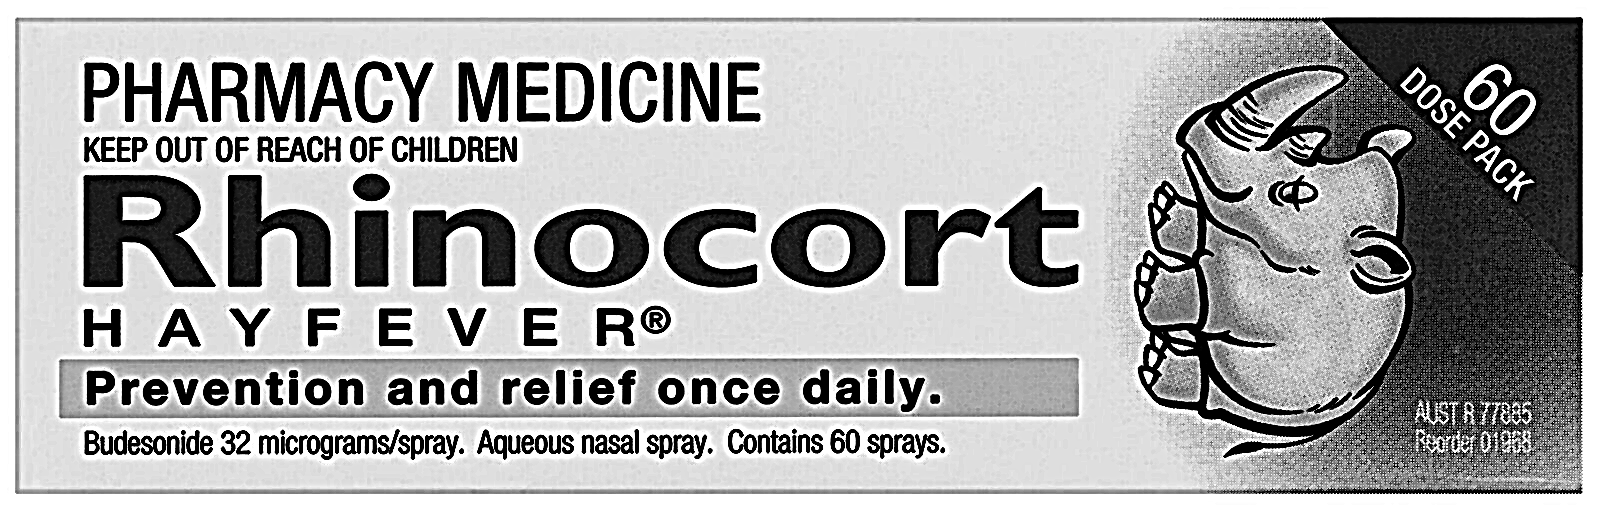 PHARMACY MEDICINE
KEEP OUT OF REACH OF CHILDREN
Rhinocort
HAYFEVER®
Prevention and relief once daily.
Budesonide 32 micrograms/spray. Aqueous nasal spray. Contains 60 sprays.
60
DOSE PACK
AUST R
Reorder